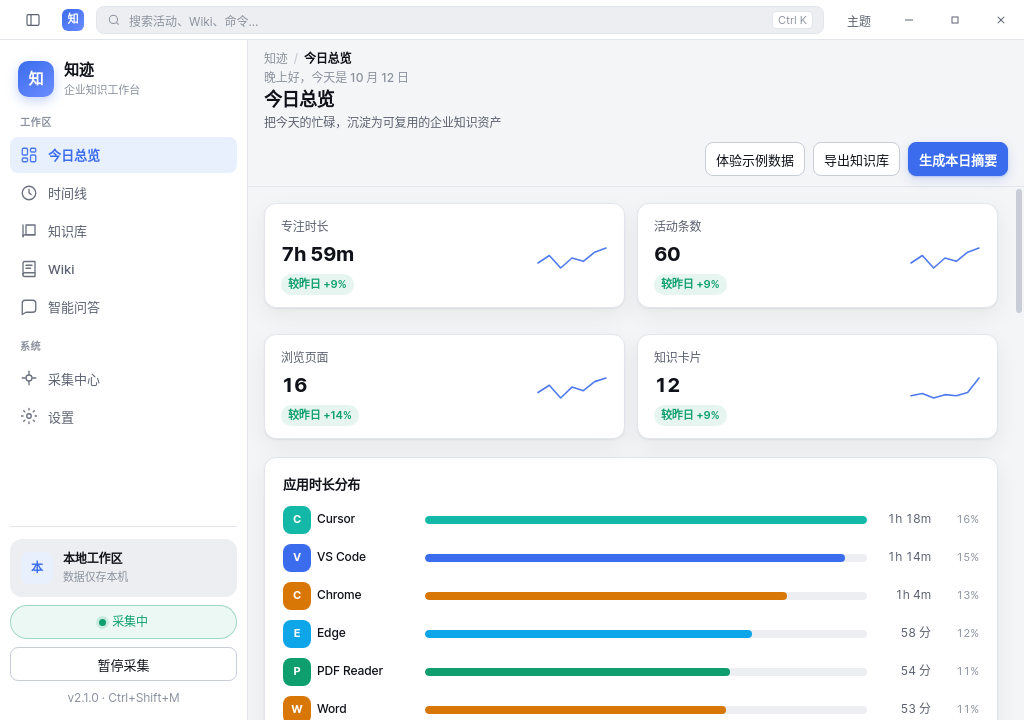 知
搜索活动、Wiki、命令...
Ctrl K
主题
知
知迹
企业知识工作台
工作区
今日总览
时间线
知识库
Wiki
智能问答
系统
采集中心
设置
本
本地工作区
数据仅存本机
采集中
暂停采集
v2.1.0 · Ctrl+Shift+M
知迹 / 今日总览
晚上好，今天是 10 月 12 日
今日总览
把今天的忙碌，沉淀为可复用的企业知识资产
体验示例数据
导出知识库
生成本日摘要
专注时长
7h 59m
较昨日 +9%
活动条数
60
较昨日 +9%
浏览页面
16
较昨日 +14%
知识卡片
12
较昨日 +9%
应用时长分布
C Cursor 1h 18m 16%
V VS Code 1h 14m 15%
C Chrome 1h 4m 13%
E Edge 58 分 12%
P PDF Reader 54 分 11%
W Word 53 分 11%